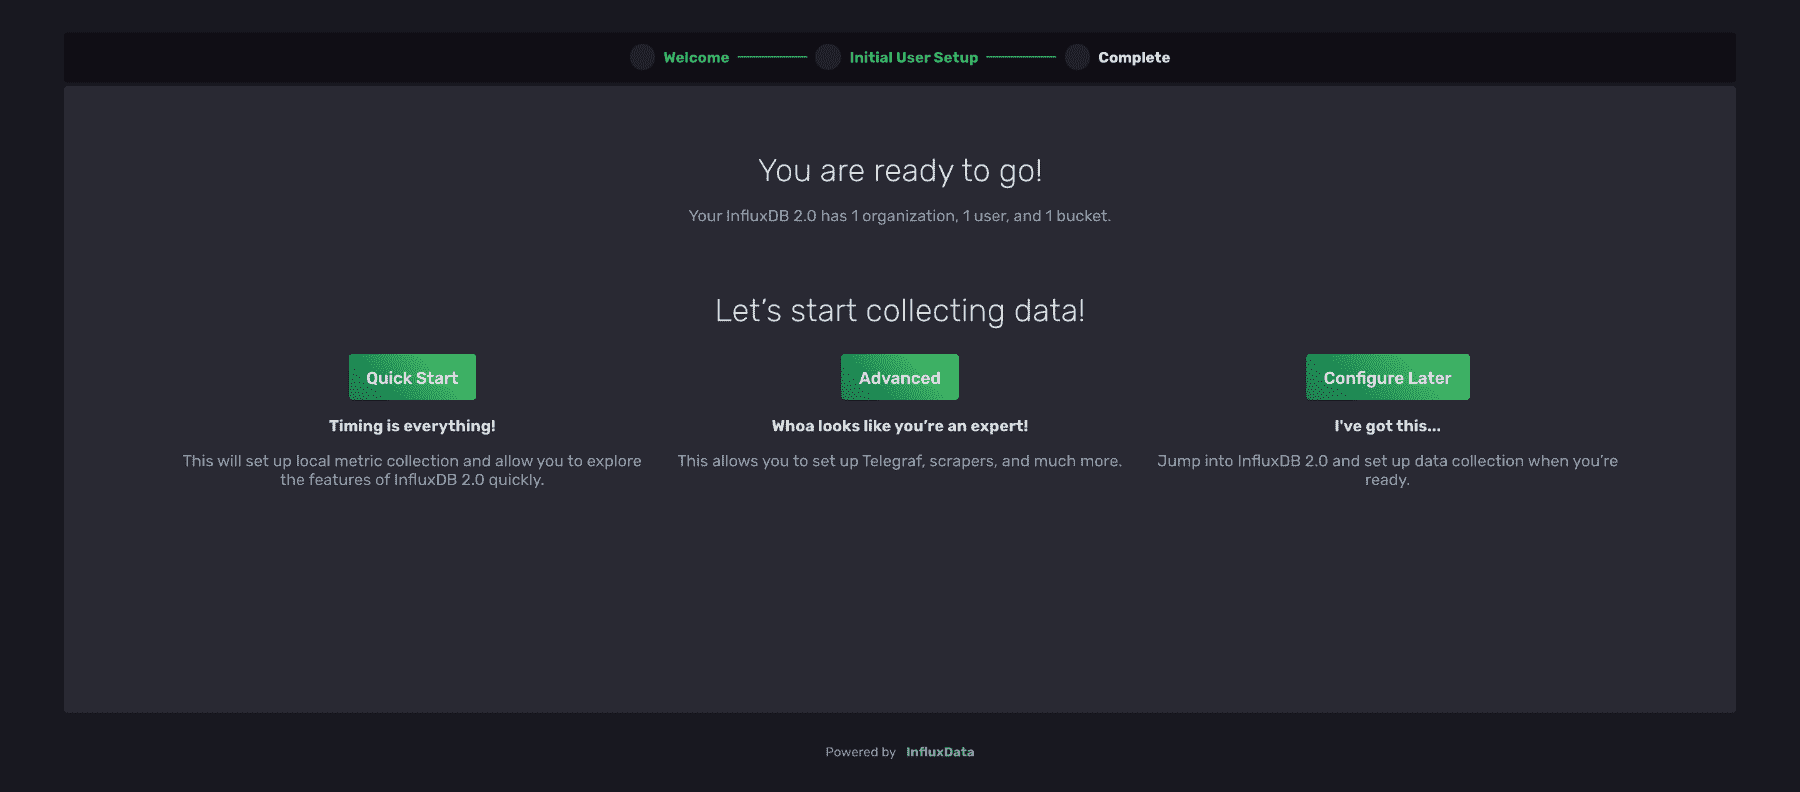 Welcome
Initial User Setup
Complete
You are ready to go!
Your InfluxDB 2.0 has 1 organization, 1 user, and 1 bucket.
Let’s start collecting data!
Quick Start
Timing is everything!
This will set up local metric collection and allow you to explore
the features of InfluxDB 2.0 quickly.
Advanced
Whoa looks like you’re an expert!
This allows you to set up Telegraf, scrapers, and much more.
Configure Later
I've got this...
Jump into InfluxDB 2.0 and set up data collection when you’re
ready.
Powered by InfluxData